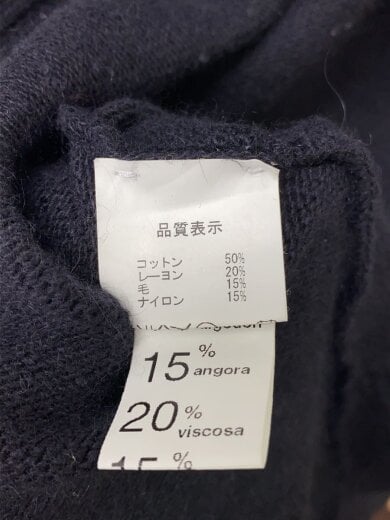 品質表示
コットン 50%
レーヨン 20%
毛 15%
ナイロン 15%
15% angora
20% viscosa
15%